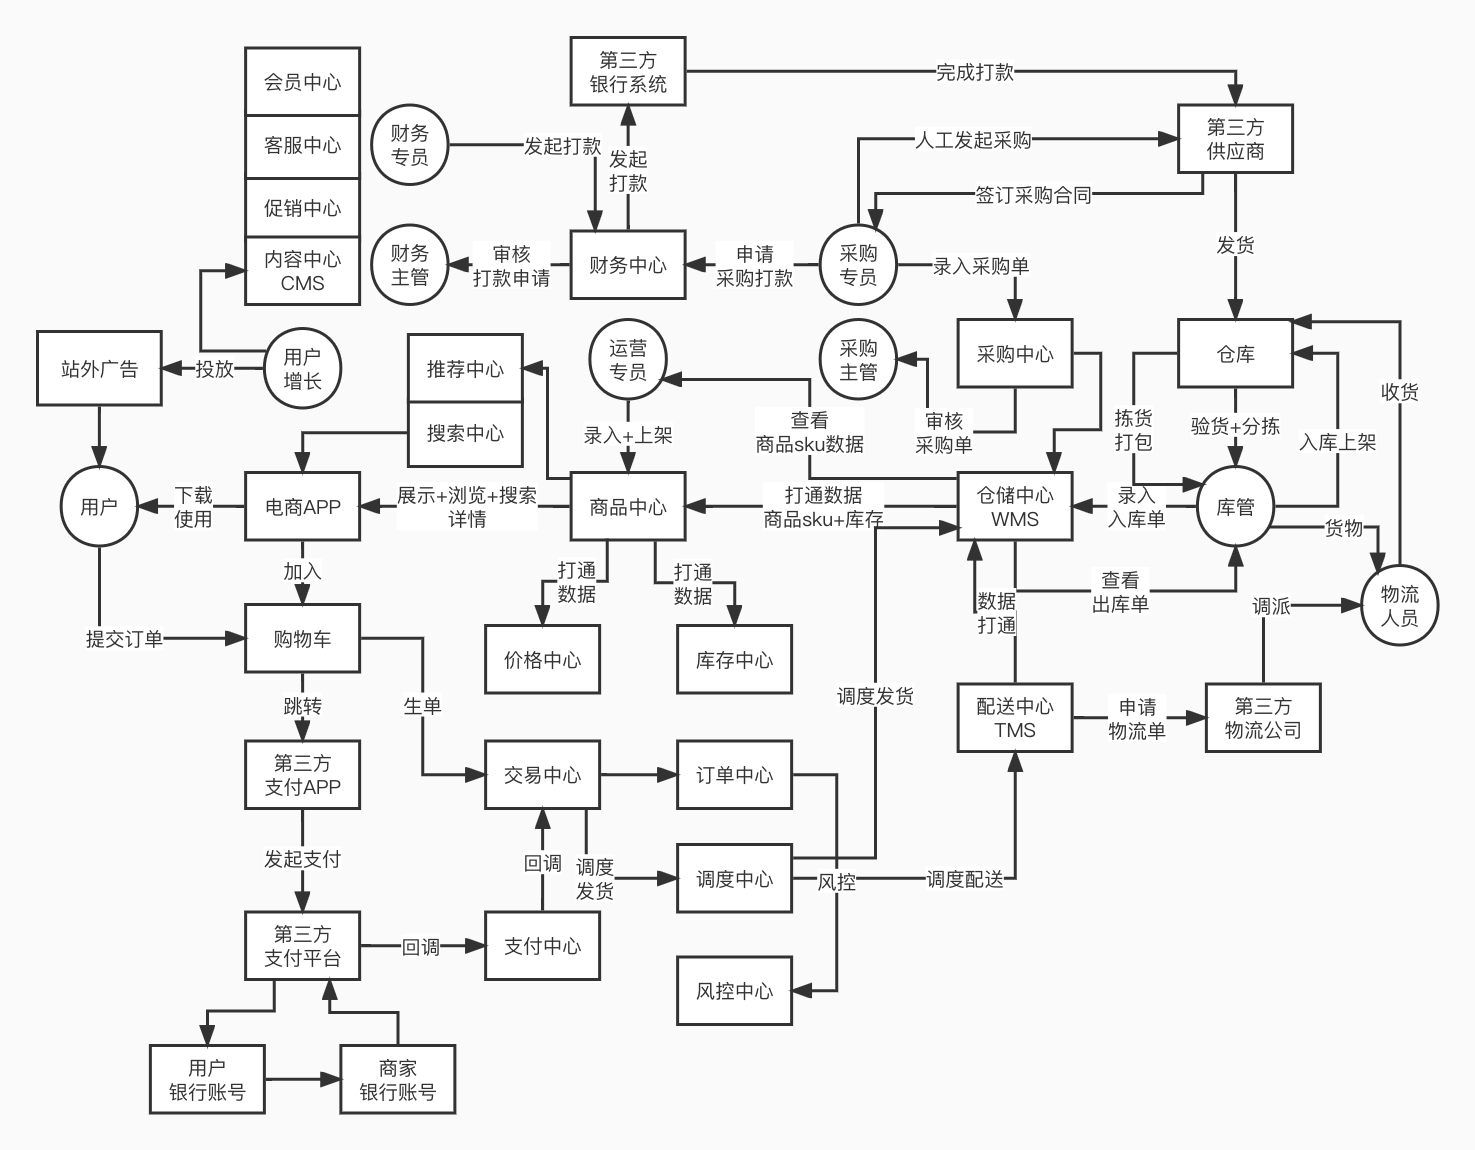 第三方
银行系统
完成打款
会员中心
客服中心
促销中心
内容中心
CMS
财务
专员
发起打款
发起
打款
人工发起采购
第三方
供应商
签订采购合同
财务
主管
审核
打款申请
财务中心
申请
采购打款
采购
专员
录入采购单
发货
站外广告
投放
用户
增长
推荐中心
搜索中心
运营
专员
录入+上架
采购
主管
采购中心
审核
采购单
查看
商品sku数据
仓库
拣货
打包
验货+分拣
入库上架
收货
用户
下载
使用
电商APP
展示+浏览+搜索
详情
商品中心
打通数据
商品sku+库存
仓储中心
WMS
录入
入库单
库管
货物
加入
打通
数据
打通
数据
数据
打通
查看
出库单
调派
物流
人员
提交订单
购物车
价格中心
库存中心
跳转
生单
调度发货
配送中心
TMS
申请
物流单
第三方
物流公司
第三方
支付APP
交易中心
订单中心
发起支付
回调
调度
发货
调度中心
风控
调度配送
第三方
支付平台
回调
支付中心
风控中心
用户
银行账号
商家
银行账号